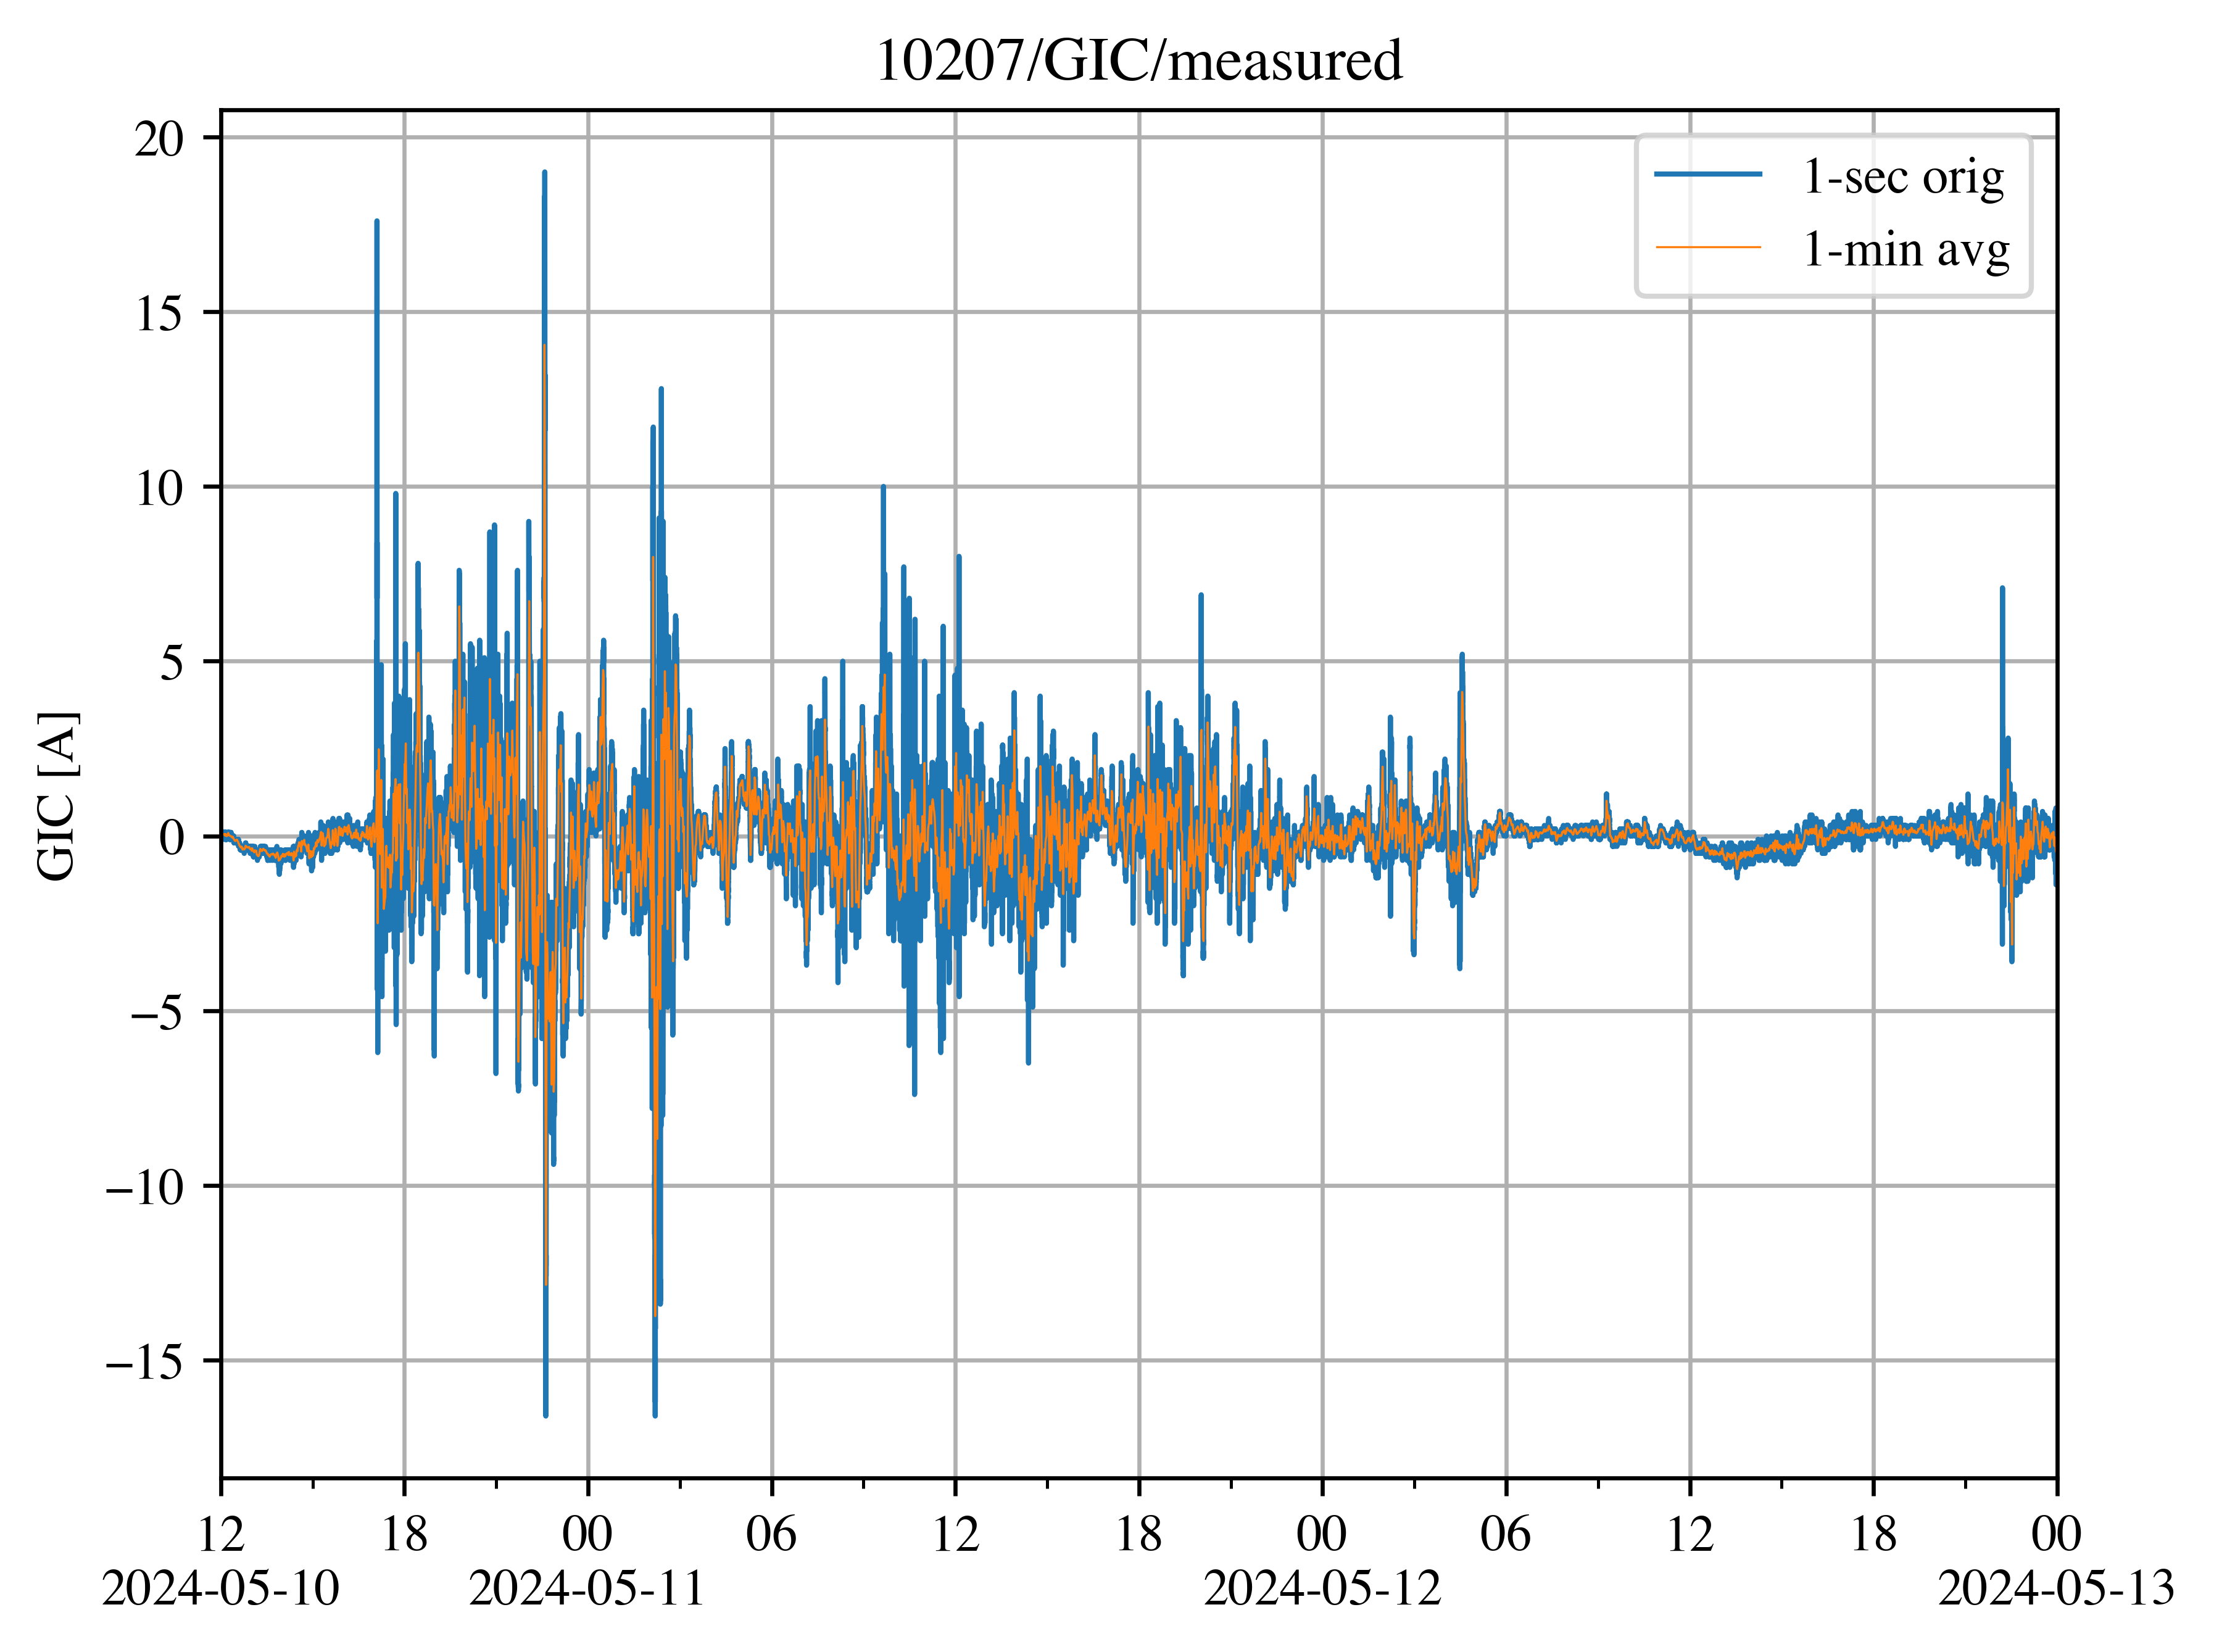 10207/GIC/measured
1-sec orig
1-min avg
GIC [A]
20
15
10
5
0
−5
−10
−15
12 18 00 06 12 18 00 06 12 18 00
2024-05-10 2024-05-11 2024-05-12 2024-05-13